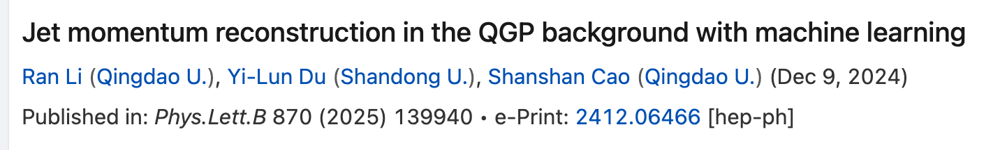 Jet momentum reconstruction in the QGP background with machine learning
Ran Li (Qingdao U.), Yi-Lun Du (Shandong U.), Shanshan Cao (Qingdao U.) (Dec 9, 2024)
Published in: Phys.Lett.B 870 (2025) 139940 • e-Print: 2412.06466 [hep-ph]